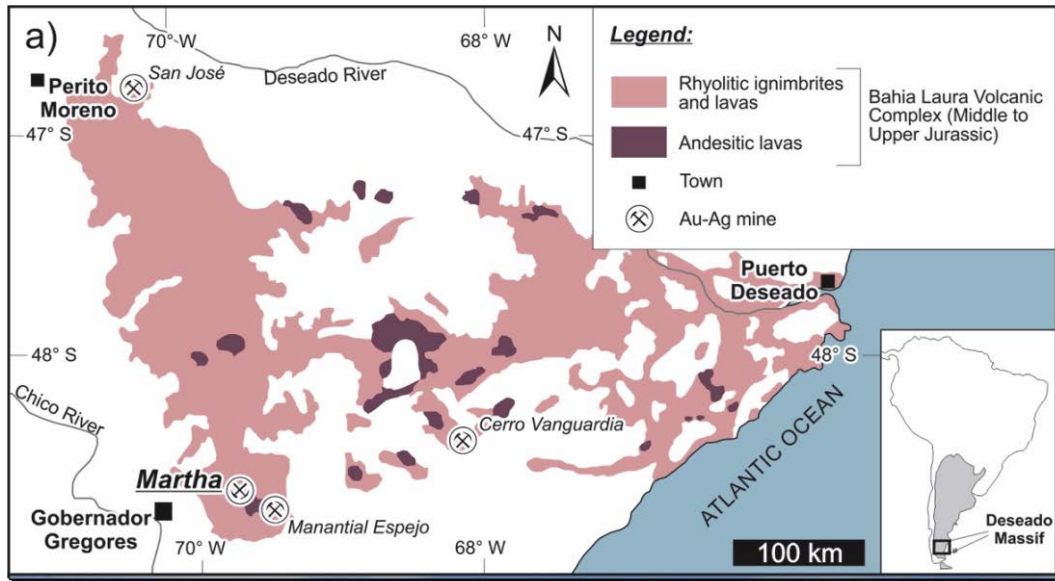 a)
70° W
68° W
N
San José
Deseado River
Perito
Moreno
47° S
47° S
Legend:
Rhyolitic ignimbrites
and lavas
Andesitic lavas
Bahia Laura Volcanic
Complex (Middle to
Upper Jurassic)
Town
Au-Ag mine
Puerto
Deseado
48° S
48° S
Chico River
Cerro Vanguardia
Martha
Gobernador
Gregores
Manantial Espejo
70° W
68° W
ATLANTIC OCEAN
100 km
Deseado
Massif